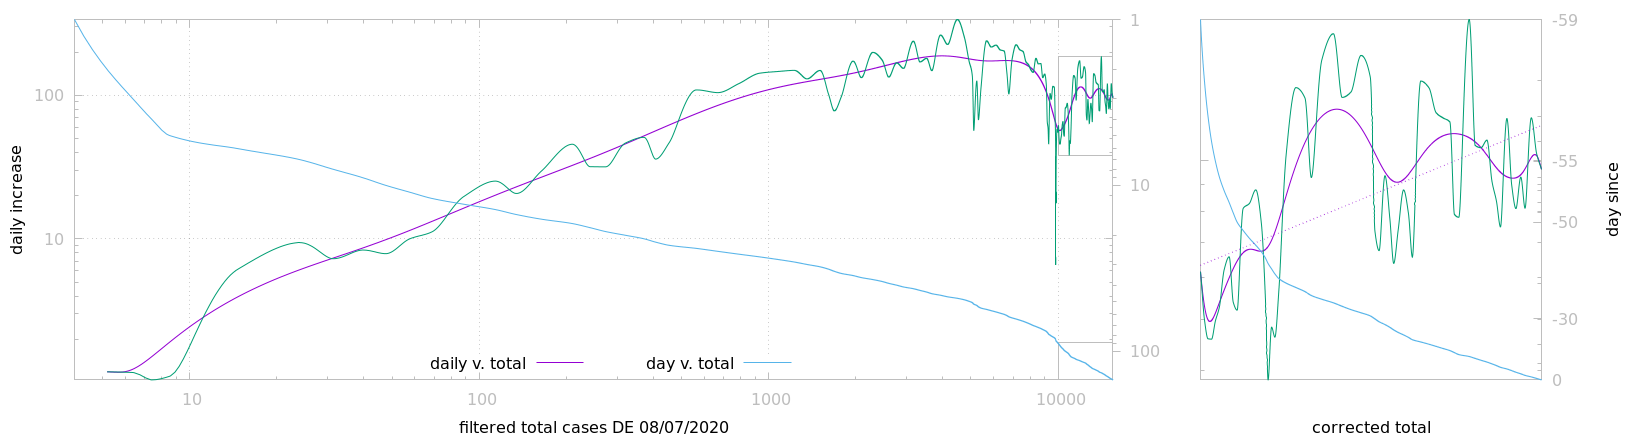 1
-59
100
daily increase
-55
10
day since
-50
10
-30
daily v. total
day v. total
100
0
10
100
1000
10000
filtered total cases DE 08/07/2020
corrected total